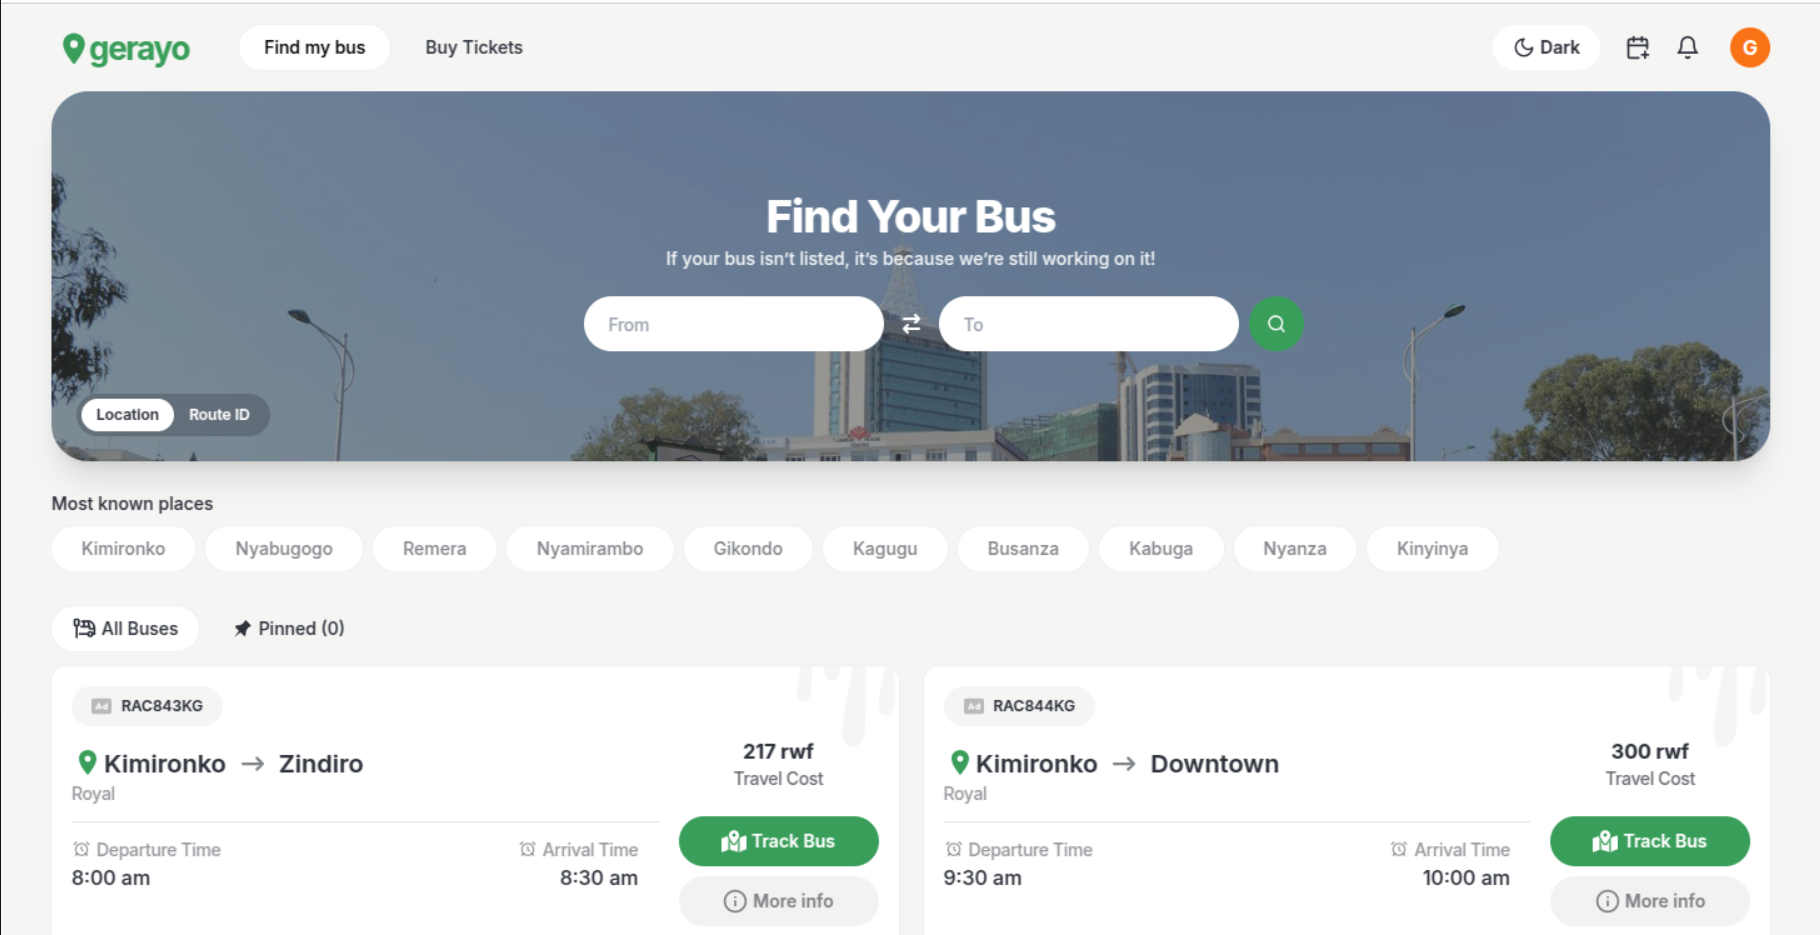 gerayo
Find my bus
Buy Tickets
Dark
G
Find Your Bus
If your bus isn't listed, it's because we're still working on it!
From
To
Location
Route ID
Most known places
Kimironko
Nyabugogo
Remera
Nyamirambo
Gikondo
Kagugu
Busanza
Kabuga
Nyanza
Kinyinya
All Buses
Pinned (0)
Ad RAC843KG
Kimironko → Zindiro
Royal
217 rwf
Travel Cost
Departure Time
8:00 am
Arrival Time
8:30 am
Track Bus
More info
Ad RAC844KG
Kimironko → Downtown
Royal
300 rwf
Travel Cost
Departure Time
9:30 am
Arrival Time
10:00 am
Track Bus
More info